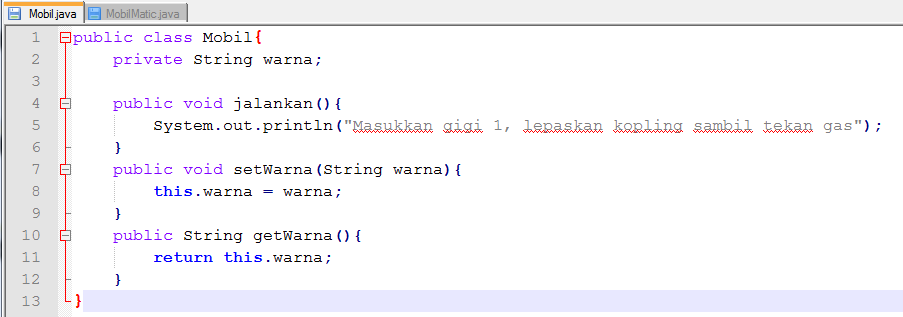 Mobil.java MobilMatic.java
1 public class Mobil{
2     private String warna;
3
4     public void jalankan(){
5         System.out.println("Masukkan gigi 1, lepaskan kopling sambil tekan gas");
6     }
7     public void setWarna(String warna){
8         this.warna = warna;
9     }
10     public String getWarna(){
11         return this.warna;
12     }
13 }